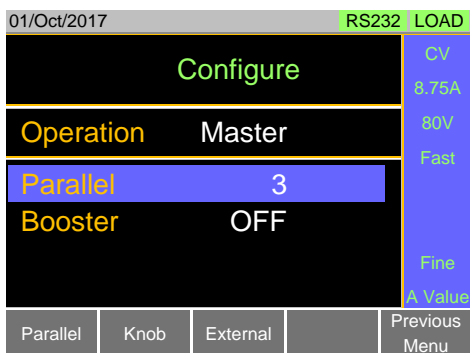 01/Oct/2017 RS232 LOAD
Configure
CV
8.75A
80V
Fast
Fine
A Value
Operation Master
Parallel 3
Booster OFF
Parallel Knob External Previous Menu